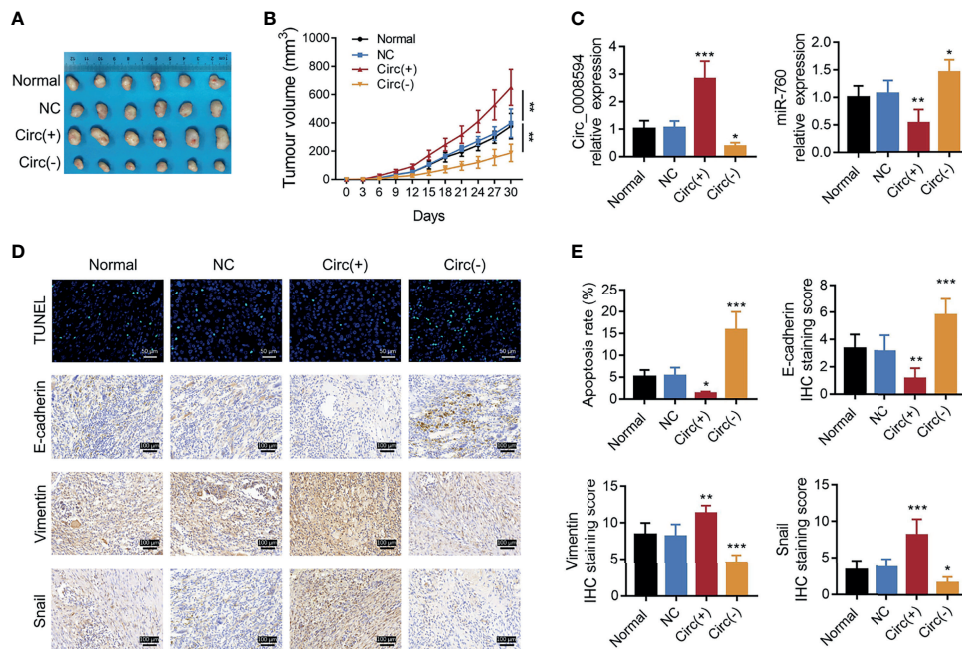 A
Normal
NC
Circ(+)
Circ(-)
B
Tumour volume (mm³)
1000
800
600
400
200
0
Normal
NC
Circ(+)
Circ(-)
**
**
0 3 6 9 12 15 18 21 24 27 30
Days
C
Circ_0008594
relative expression
4
3
2
1
0
***
*
Normal
NC
Circ(+)
Circ(-)
miR-760
relative expression
2.0
1.5
1.0
0.5
0.0
**
*
Normal
NC
Circ(+)
Circ(-)
D
Normal NC Circ(+) Circ(-)
TUNEL
50 µm 50 µm 50 µm 50 µm
E-cadherin
100 µm 100 µm 100 µm 100 µm
Vimentin
100 µm 100 µm 100 µm 100 µm
Snail
100 µm 100 µm 100 µm 100 µm
E
Apoptosis rate (%)
25
20
15
10
5
0
*
***
Normal
NC
Circ(+)
Circ(-)
E-cadherin
IHC staining score
8
6
4
2
0
**
***
Normal
NC
Circ(+)
Circ(-)
Vimentin
IHC staining score
15
10
5
0
**
***
Normal
NC
Circ(+)
Circ(-)
Snail
IHC staining score
15
10
5
0
***
*
Normal
NC
Circ(+)
Circ(-)